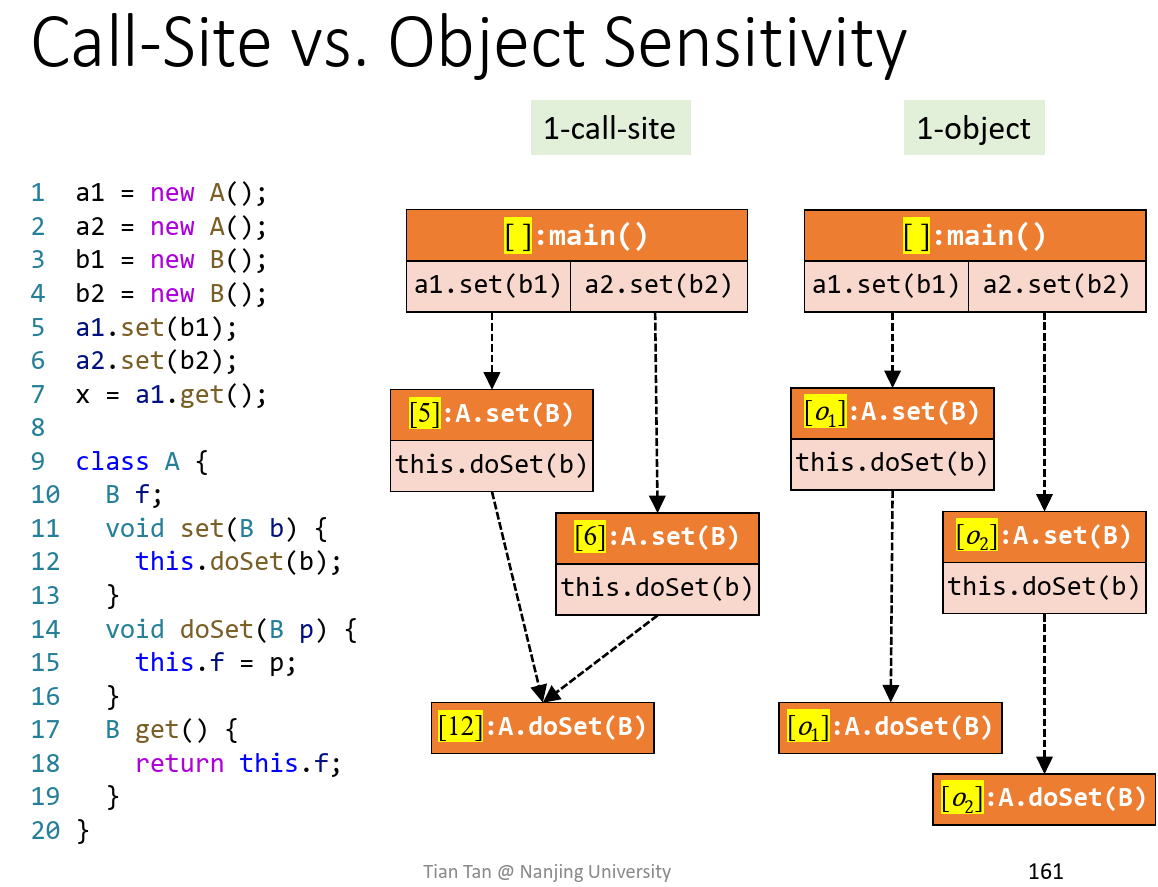 Call-Site vs. Object Sensitivity
1-call-site
1-object
1 a1 = new A();
2 a2 = new A();
3 b1 = new B();
4 b2 = new B();
5 a1.set(b1);
6 a2.set(b2);
7 x = a1.get();
8
9 class A {
10   B f;
11   void set(B b) {
12     this.doSet(b);
13   }
14   void doSet(B p) {
15     this.f = p;
16   }
17   B get() {
18     return this.f;
19   }
20 }
[ ]:main()
a1.set(b1) a2.set(b2)
[5]:A.set(B)
this.doSet(b)
[6]:A.set(B)
this.doSet(b)
[12]:A.doSet(B)
[ ]:main()
a1.set(b1) a2.set(b2)
[o1]:A.set(B)
this.doSet(b)
[o2]:A.set(B)
this.doSet(b)
[o1]:A.doSet(B)
[o2]:A.doSet(B)
Tian Tan @ Nanjing University
161